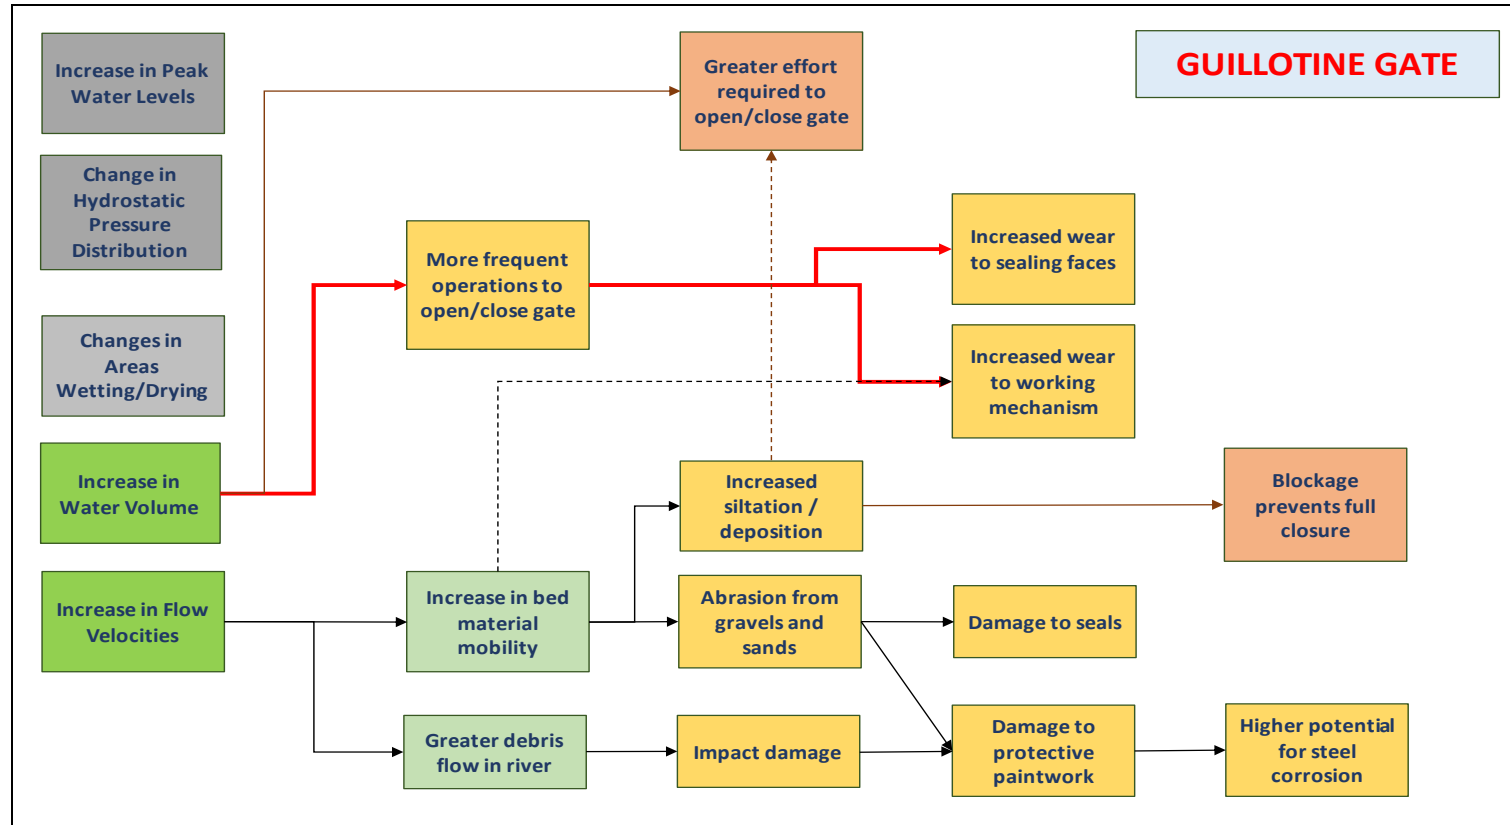 GUILLOTINE GATE
Increase in Peak
Water Levels
Greater effort
required to
open/close gate
Change in
Hydrostatic
Pressure
Distribution
More frequent
operations to
open/close gate
Increased wear
to sealing faces
Changes in
Areas
Wetting/Drying
Increased wear
to working
mechanism
Increase in
Water Volume
Increased
siltation /
deposition
Blockage
prevents full
closure
Increase in Flow
Velocities
Increase in bed
material
mobility
Abrasion from
gravels and
sands
Damage to seals
Greater debris
flow in river
Impact damage
Damage to
protective
paintwork
Higher potential
for steel
corrosion